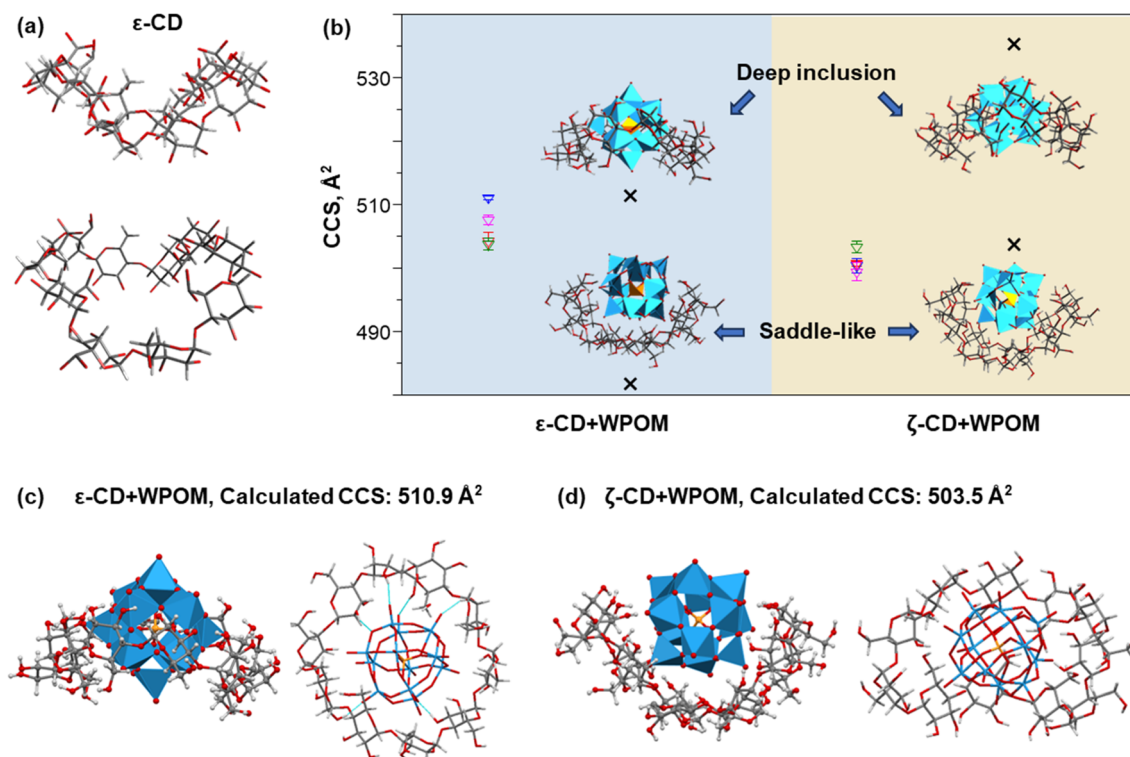 (a)
ε-CD
(b)
CCS, Å²
530
510
490
Deep inclusion
Saddle-like
ε-CD+WPOM
ζ-CD+WPOM
(c) ε-CD+WPOM, Calculated CCS: 510.9 Å²
(d) ζ-CD+WPOM, Calculated CCS: 503.5 Å²